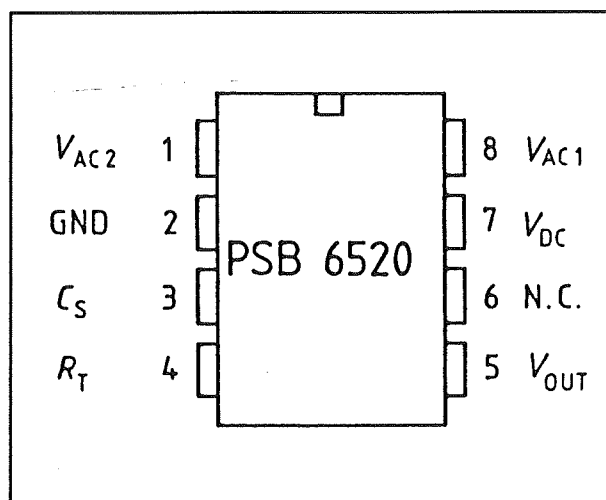 V_AC2 1 8 V_AC1
GND 2 7 V_DC
PSB 6520
C_S 3 6 N.C.
R_T 4 5 V_OUT